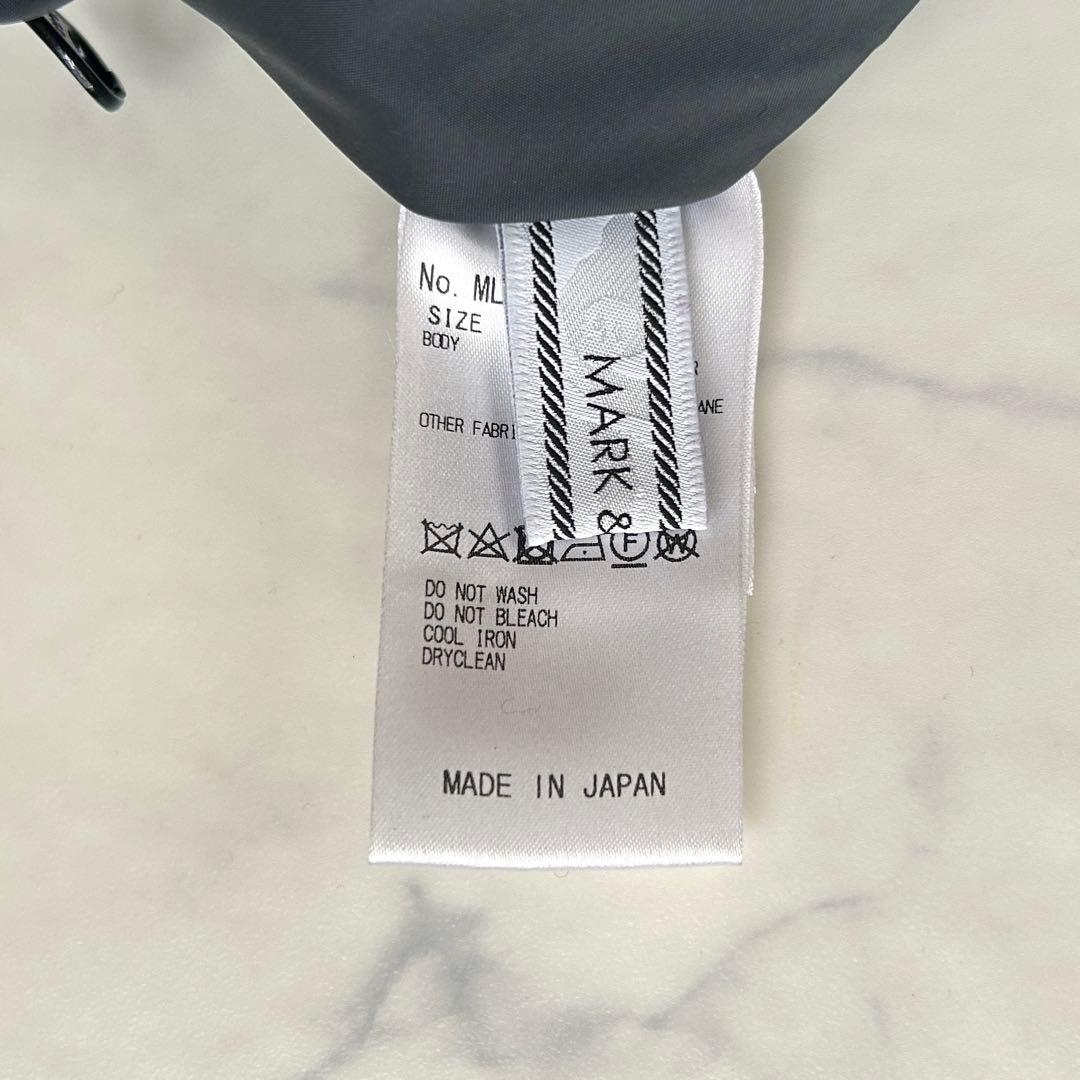 No. ML
SIZE
BODY
R
ANE
OTHER FABRI
MARK &
F
W
DO NOT WASH
DO NOT BLEACH
COOL IRON
DRYCLEAN
MADE IN JAPAN